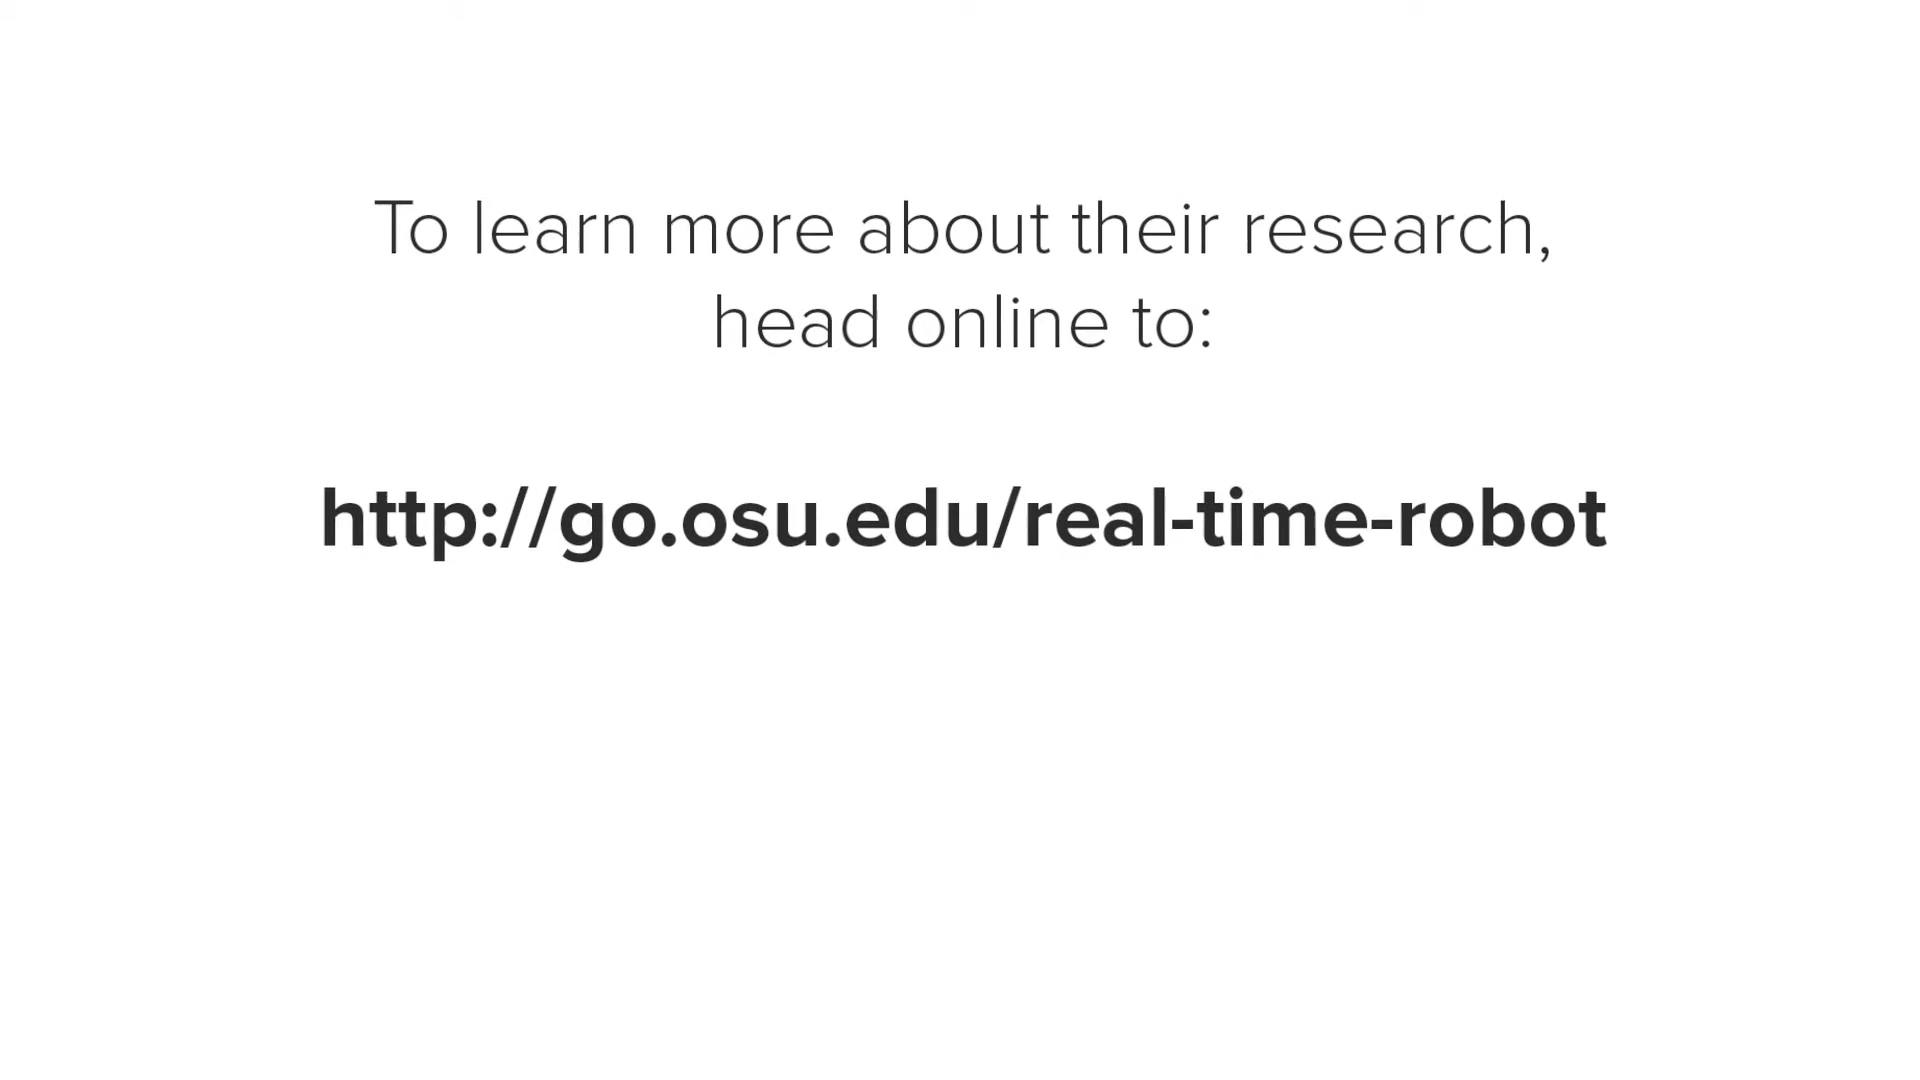 To learn more about their research,
head online to:
http://go.osu.edu/real-time-robot